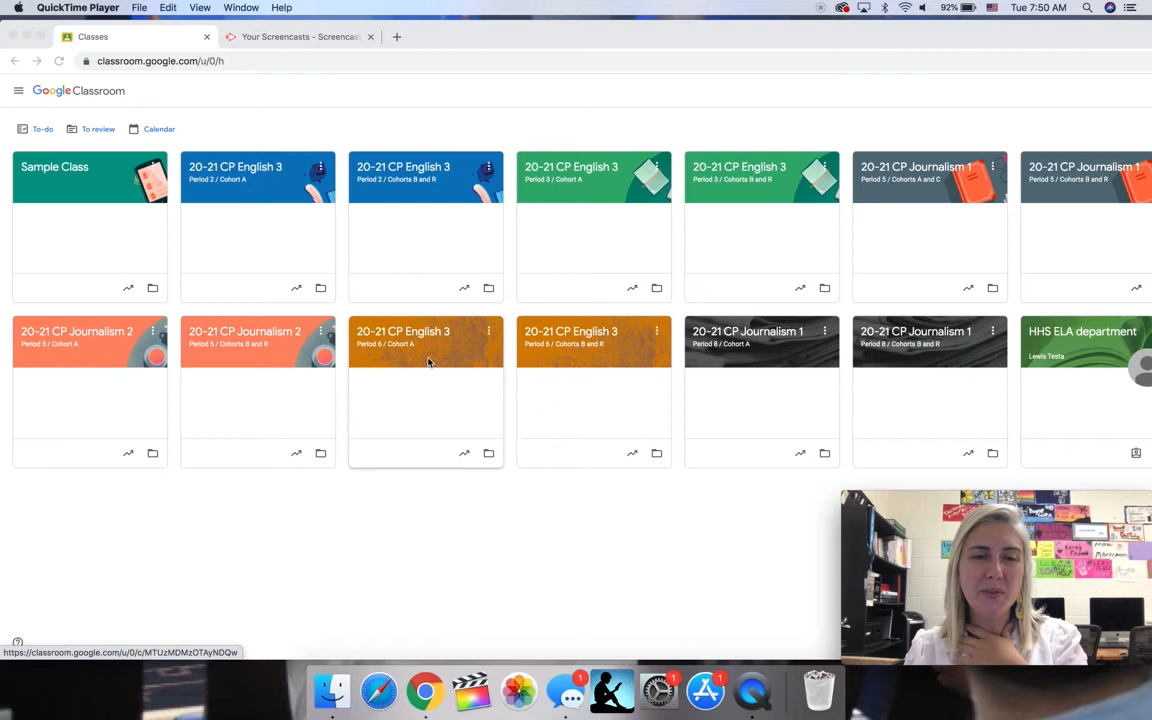 QuickTime Player File Edit View Window Help 92% Tue 7:50 AM
Classes Your Screencasts - Screencast
classroom.google.com/u/0/h
Google Classroom
To-do To review Calendar
Sample Class
20-21 CP English 3
Period 2 / Cohort A
20-21 CP English 3
Period 2 / Cohorts B and R
20-21 CP English 3
Period 3 / Cohort A
20-21 CP English 3
Period 3 / Cohorts B and R
20-21 CP Journalism 1
Period 5 / Cohorts A and C
20-21 CP Journalism 1
Period 5 / Cohorts B and R
20-21 CP Journalism 2
Period 5 / Cohort A
20-21 CP Journalism 2
Period 5 / Cohorts B and R
20-21 CP English 3
Period 6 / Cohort A
20-21 CP English 3
Period 6 / Cohorts B and R
20-21 CP Journalism 1
Period 8 / Cohort A
20-21 CP Journalism 1
Period 8 / Cohorts B and R
HHS ELA department
Lewis Testa
https://classroom.google.com/u/0/c/MTUzMDMzOTAyNDQw
1
1
1